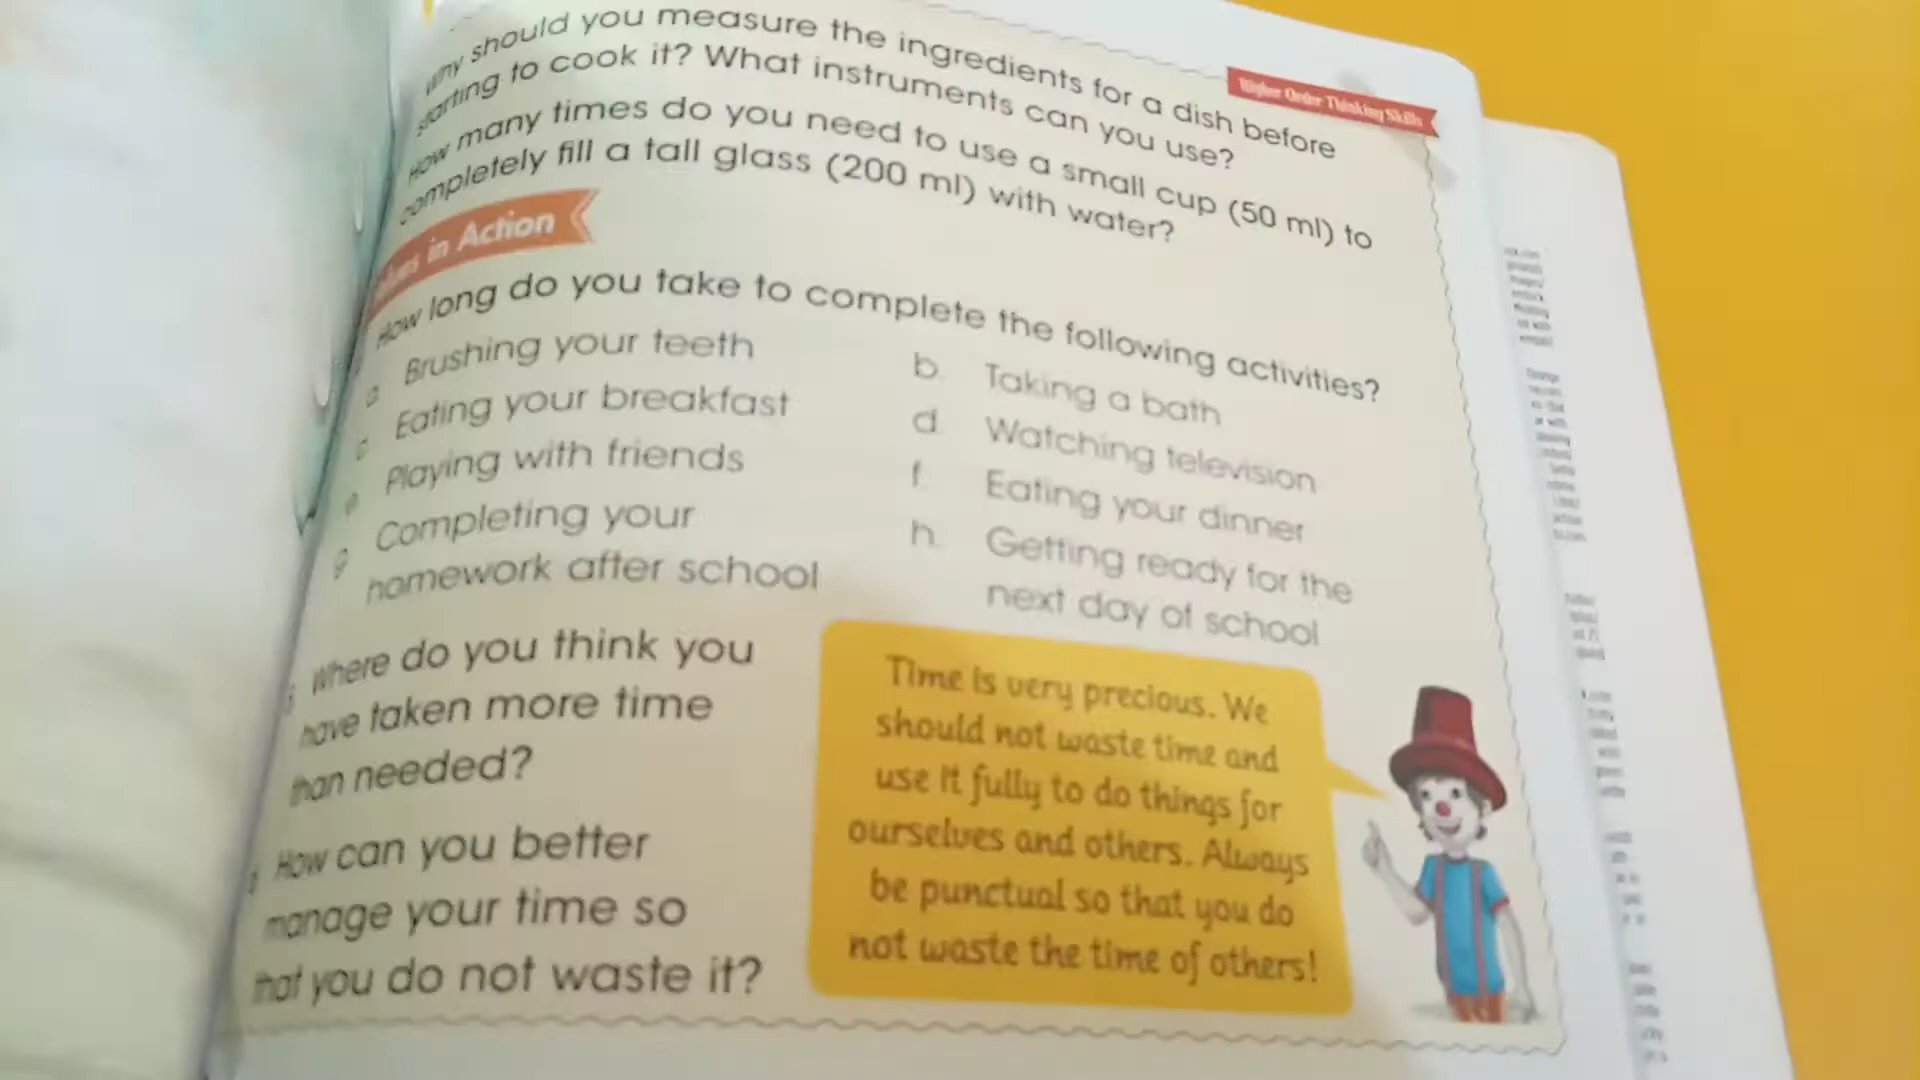 Higher Order Thinking Skills
Why should you measure the ingredients for a dish before
starting to cook it? What instruments can you use?
How many times do you need to use a small cup (50 ml) to
completely fill a tall glass (200 ml) with water?
in Action
How long do you take to complete the following activities?
a Brushing your teeth
b. Taking a bath
c Eating your breakfast
d. Watching television
e Playing with friends
f. Eating your dinner
g Completing your
homework after school
h. Getting ready for the
next day of school
Where do you think you
have taken more time
than needed?
How can you better
manage your time so
that you do not waste it?
Time is very precious. We
should not waste time and
use it fully to do things for
ourselves and others. Always
be punctual so that you do
not waste the time of others!